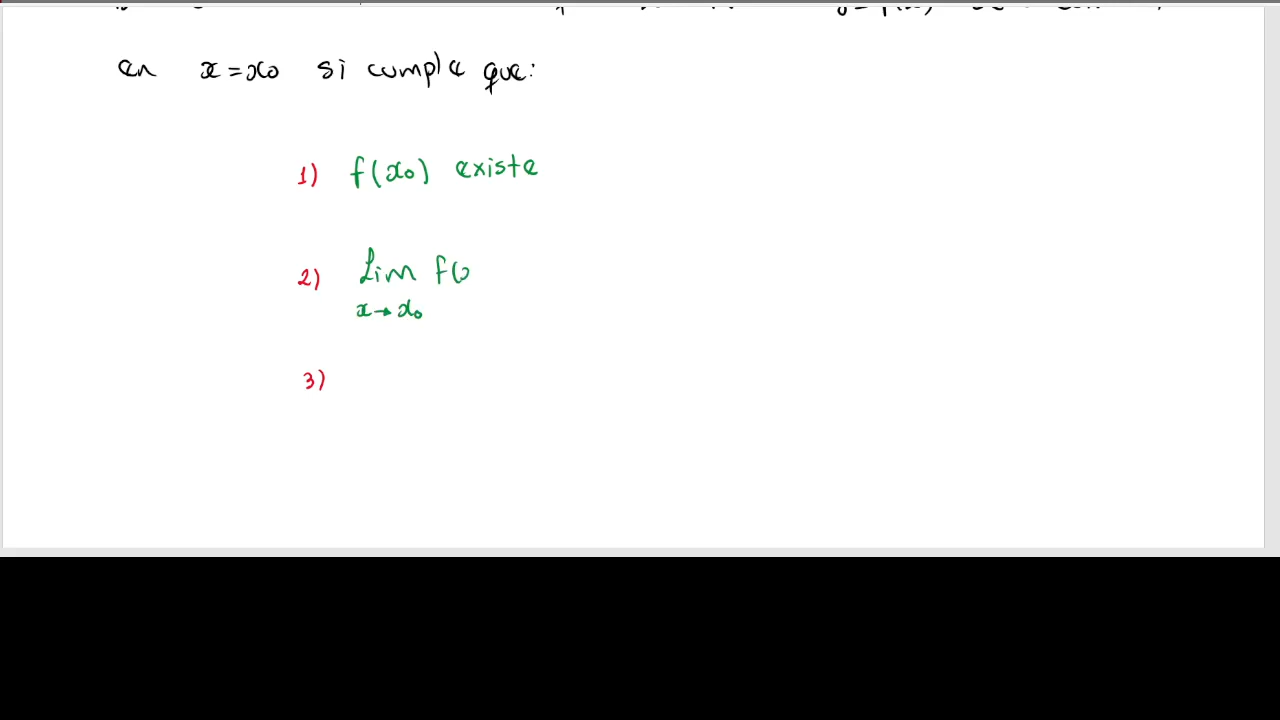 en x=x₀ si cumple que:
1) f(x₀) existe
2) Lim f(
x→x₀
3)